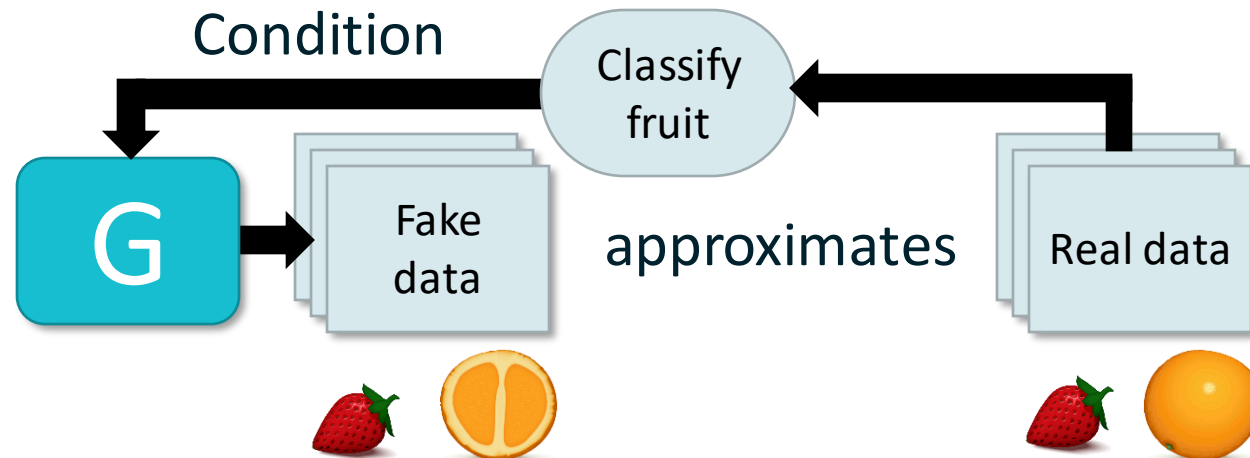 Condition
Classify
fruit
G
Fake
data
approximates
Real data